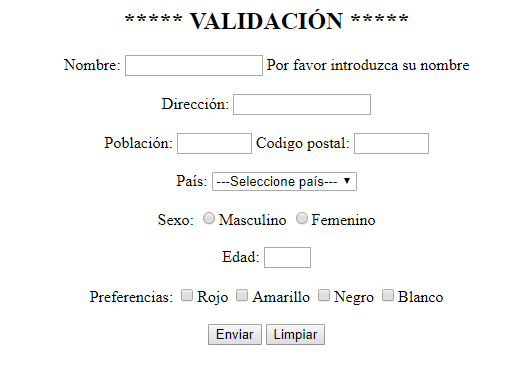 ***** VALIDACIÓN *****
Nombre: Por favor introduzca su nombre
Dirección:
Población: Codigo postal:
País: ---Seleccione país---
Sexo: Masculino Femenino
Edad:
Preferencias: Rojo Amarillo Negro Blanco
Enviar Limpiar